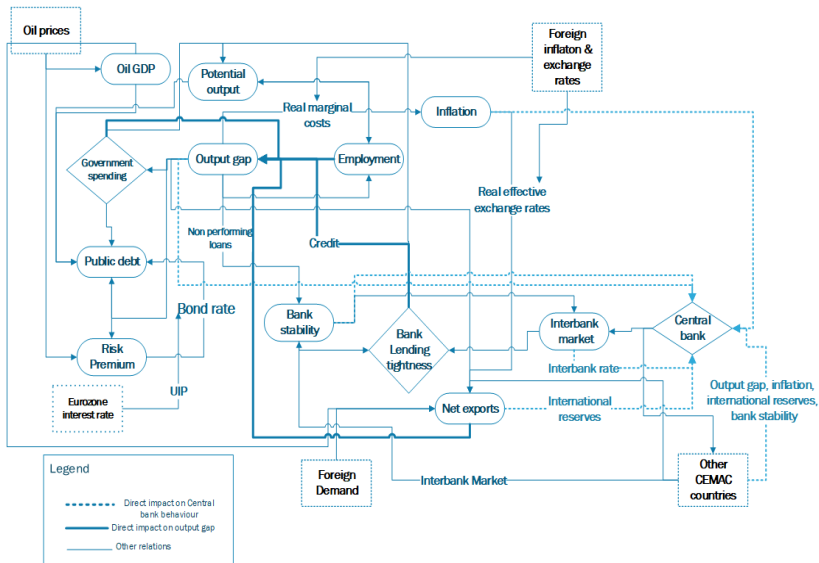 Oil prices
Foreign
inflaton &
exchange
rates
Oil GDP
Potential
output
Real marginal
costs
Inflation
Government
spending
Output gap
Employment
Real effective
exchange rates
Non performing
loans
Credit
Public debt
Bond rate
Bank
stability
Bank
Lending
tightness
Interbank
market
Central
bank
Risk
Premium
Interbank rate
UIP
Eurozone
interest rate
Net exports
International
reserves
Output gap, inflation,
international reserves,
bank stability
Legend
Direct impact on Central
bank behaviour
Direct impact on output gap
Other relations
Foreign
Demand
Interbank Market
Other
CEMAC
countries